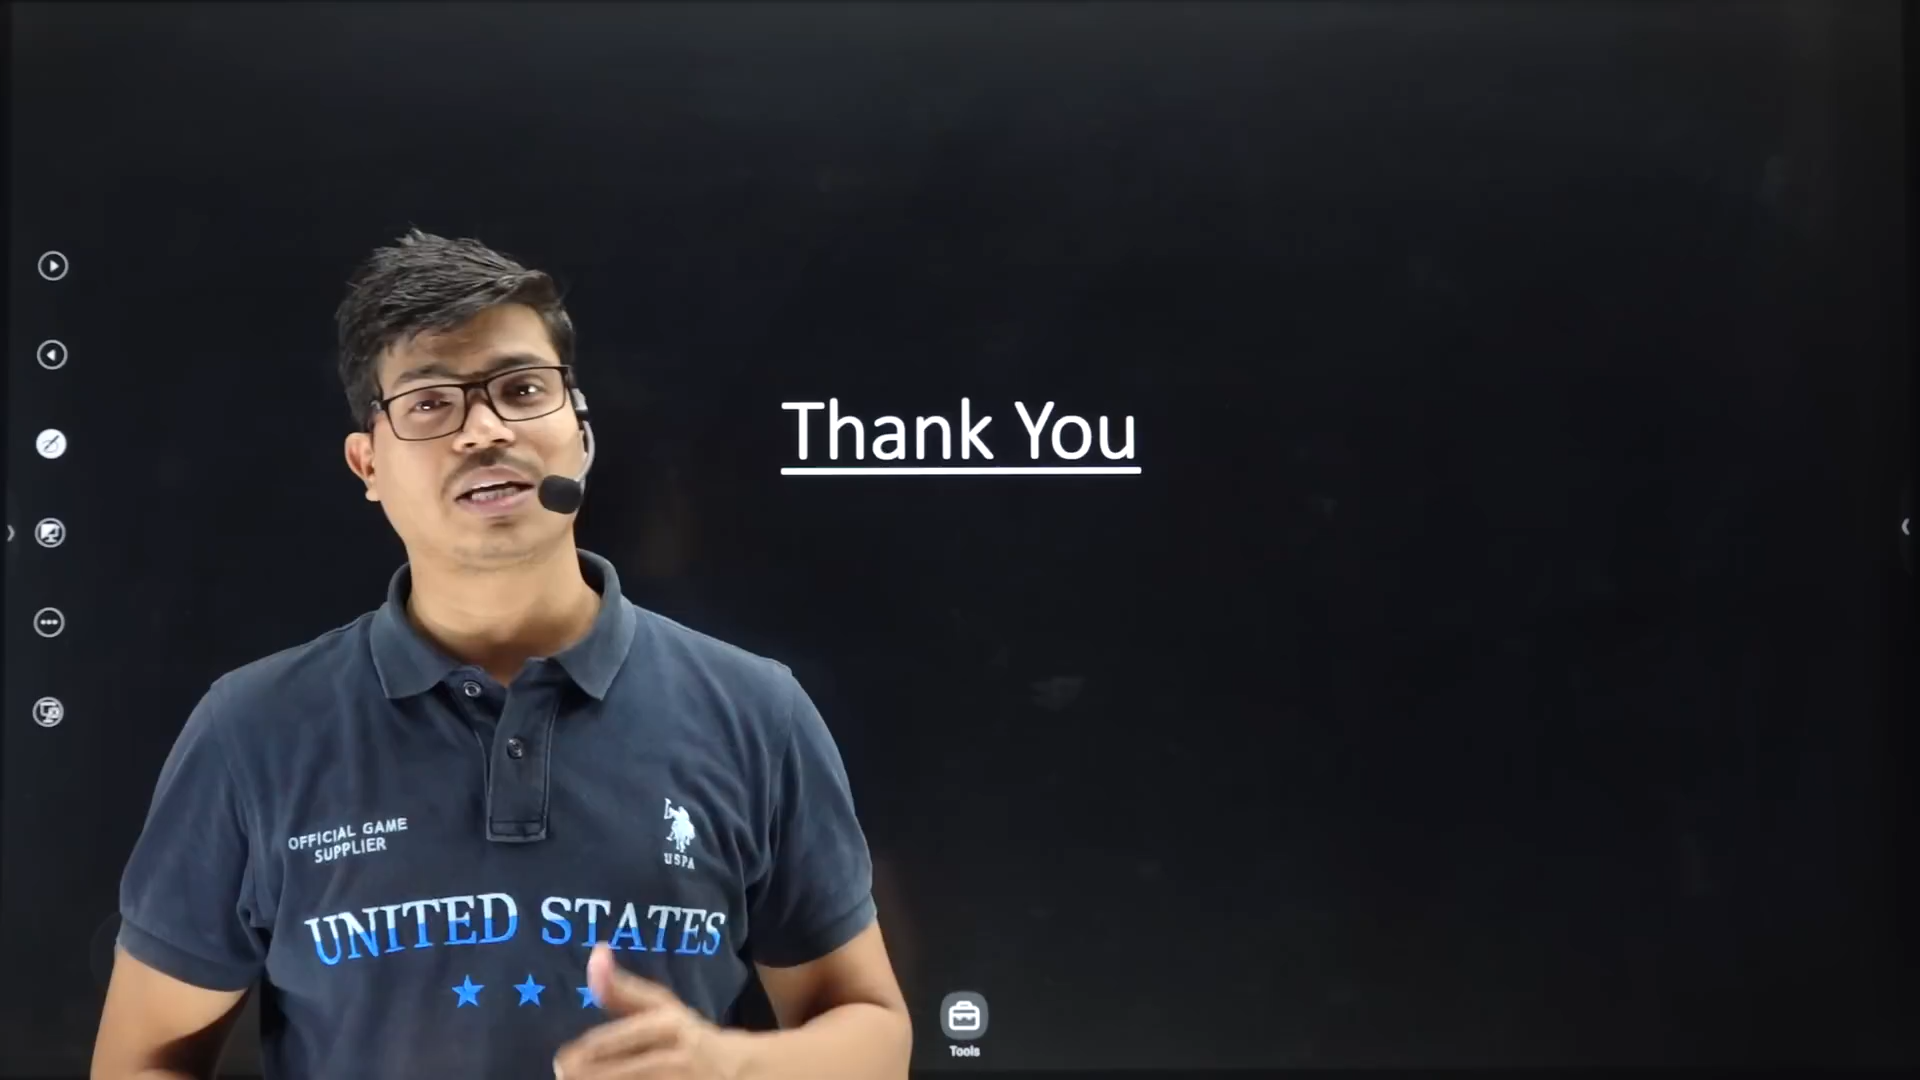 Thank You
OFFICIAL GAME
SUPPLIER
USPA
UNITED STATES
Tools